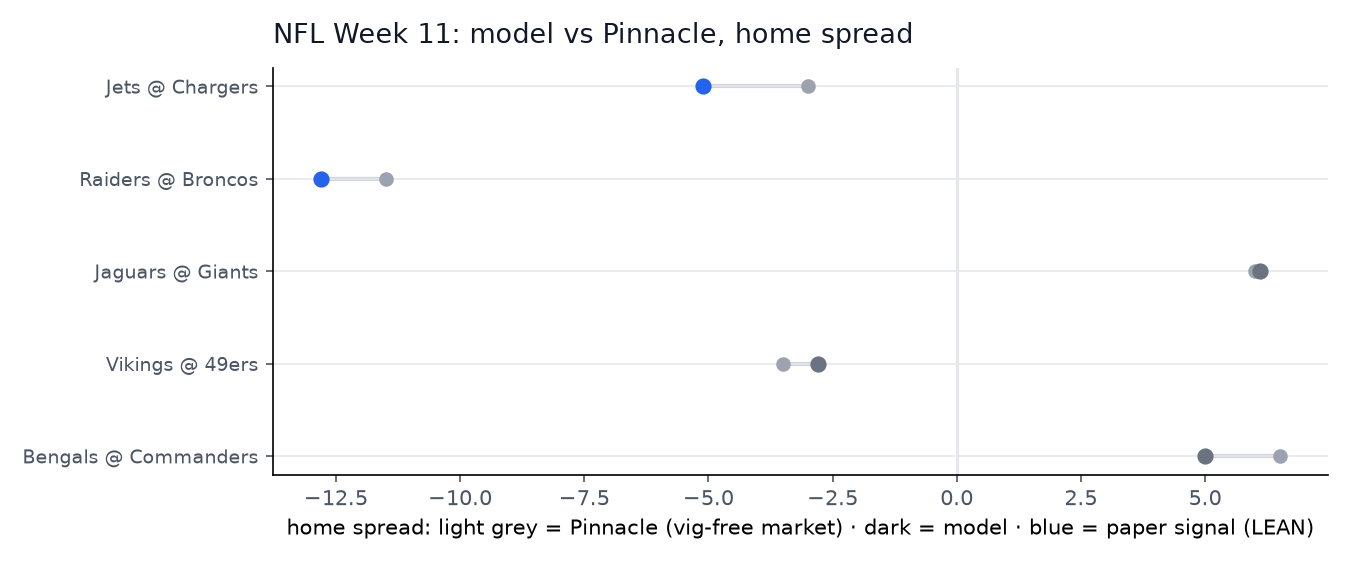 NFL Week 11: model vs Pinnacle, home spread
Jets @ Chargers
Raiders @ Broncos
Jaguars @ Giants
Vikings @ 49ers
Bengals @ Commanders
−12.5 −10.0 −7.5 −5.0 −2.5 0.0 2.5 5.0
home spread: light grey = Pinnacle (vig-free market) · dark = model · blue = paper signal (LEAN)